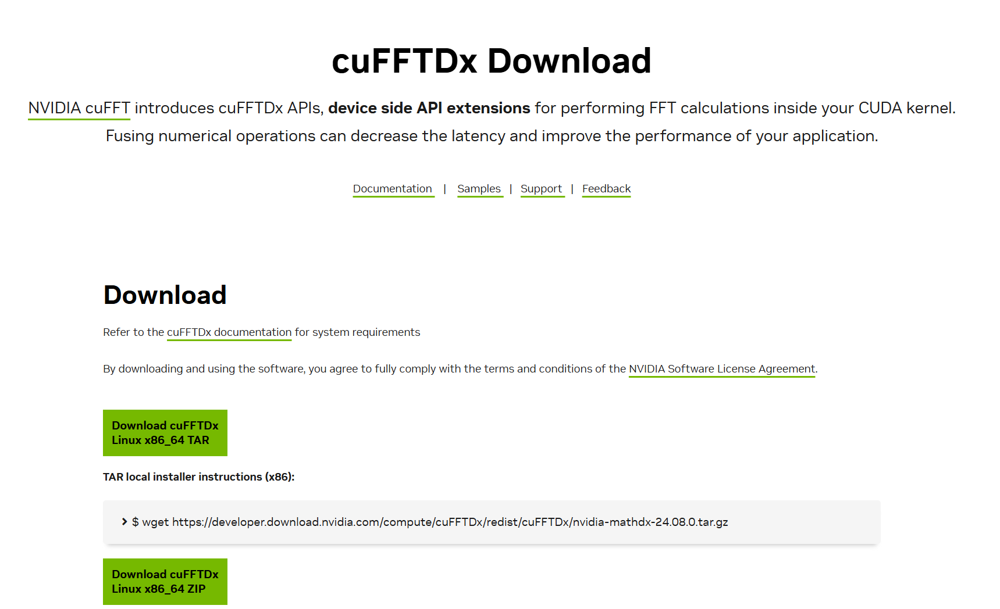 cuFFTDx Download
NVIDIA cuFFT introduces cuFFTDx APIs, device side API extensions for performing FFT calculations inside your CUDA kernel.
Fusing numerical operations can decrease the latency and improve the performance of your application.
Documentation | Samples | Support | Feedback
Download
Refer to the cuFFTDx documentation for system requirements
By downloading and using the software, you agree to fully comply with the terms and conditions of the NVIDIA Software License Agreement.
Download cuFFTDx
Linux x86_64 TAR
TAR local installer instructions (x86):
$ wget https://developer.download.nvidia.com/compute/cuFFTDx/redist/cuFFTDx/nvidia-mathdx-24.08.0.tar.gz
Download cuFFTDx
Linux x86_64 ZIP